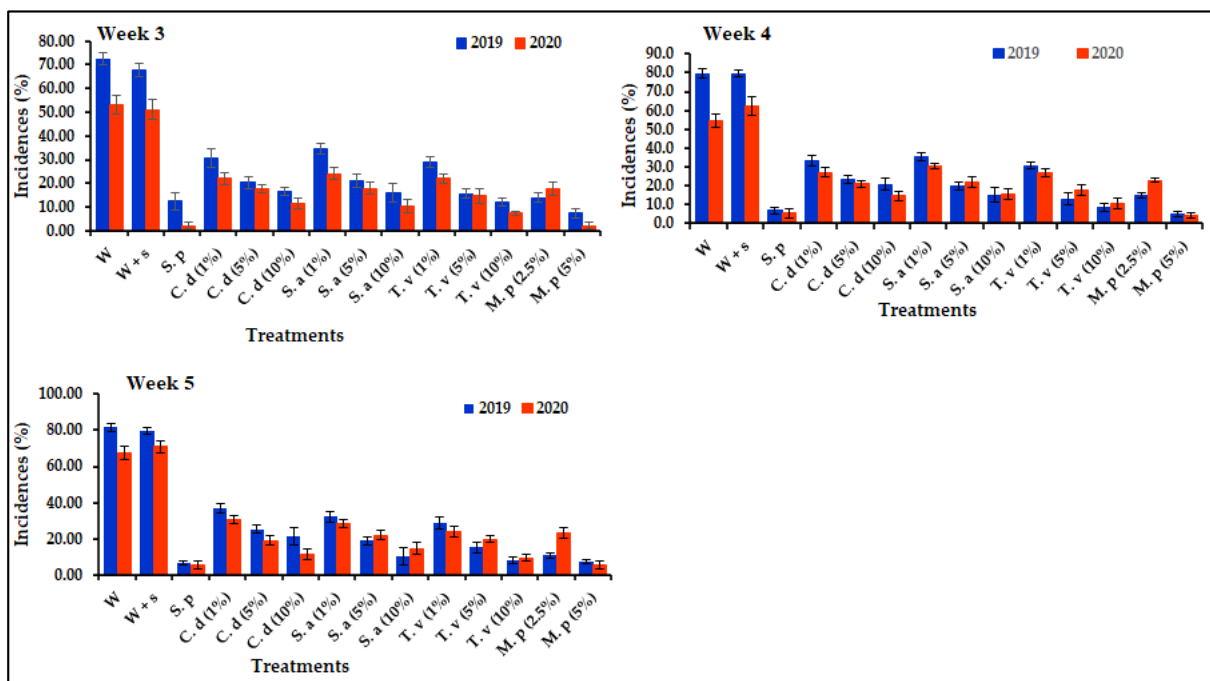 Week 3
2019 2020
Incidences (%)
80.00
70.00
60.00
50.00
40.00
30.00
20.00
10.00
0.00
W
W + s
S. p
C. d (1%)
C. d (5%)
C. d (10%)
S. a (1%)
S. a (5%)
S. a (10%)
T. v (1%)
T. v (5%)
T. v (10%)
M. p (2.5%)
M. p (5%)
Treatments
Week 4
2019 2020
Incidences (%)
90.0
80.0
70.0
60.0
50.0
40.0
30.0
20.0
10.0
0.0
W
W + s
S. p
C. d (1%)
C. d (5%)
C. d (10%)
S. a (1%)
S. a (5%)
S. a (10%)
T. v (1%)
T. v (5%)
T. v (10%)
M. p (2.5%)
M. p (5%)
Treatments
Week 5
2019 2020
Incidences (%)
100.00
80.00
60.00
40.00
20.00
0.00
W
W + s
S. p
C. d (1%)
C. d (5%)
C. d (10%)
S. a (1%)
S. a (5%)
S. a (10%)
T. v (1%)
T. v (5%)
T. v (10%)
M. p (2.5%)
M. p (5%)
Treatments